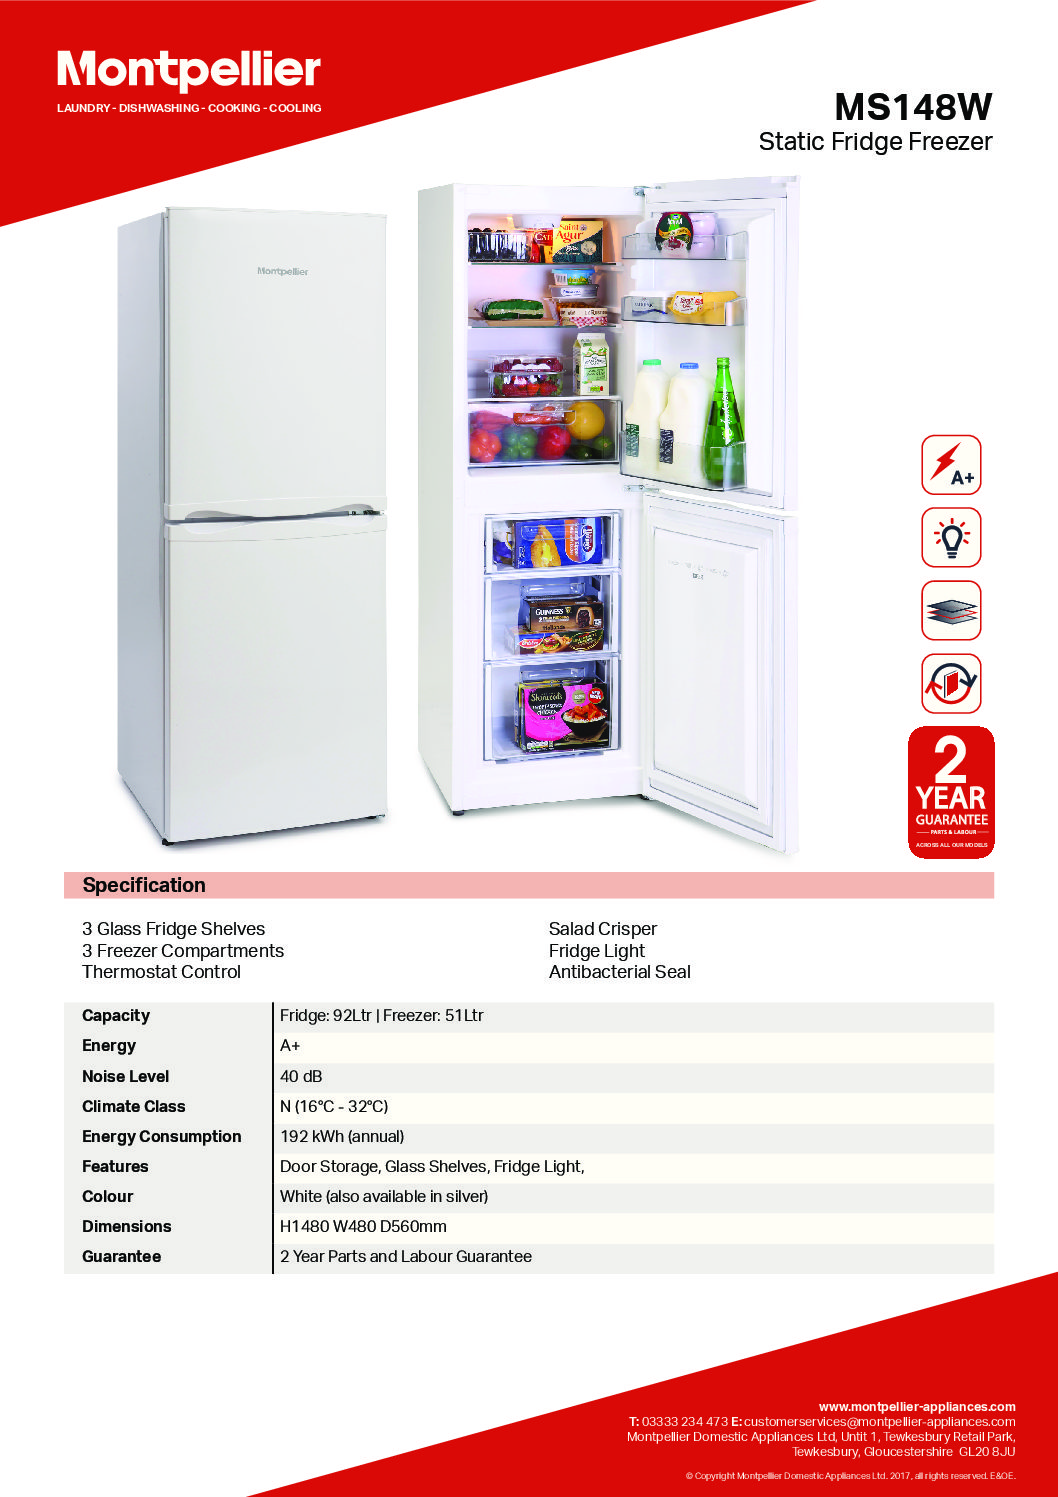 Montpellier
LAUNDRY - DISHWASHING - COOKING - COOLING
MS148W
Static Fridge Freezer
Montpellier
Saint
Agur
GUINNESS
A+
2
YEAR
GUARANTEE
PARTS & LABOUR
ACROSS ALL OUR MODELS
Specification
3 Glass Fridge Shelves
3 Freezer Compartments
Thermostat Control
Salad Crisper
Fridge Light
Antibacterial Seal
Capacity Fridge: 92Ltr | Freezer: 51Ltr
Energy A+
Noise Level 40 dB
Climate Class N (16°C - 32°C)
Energy Consumption 192 kWh (annual)
Features Door Storage, Glass Shelves, Fridge Light,
Colour White (also available in silver)
Dimensions H1480 W480 D560mm
Guarantee 2 Year Parts and Labour Guarantee
www.montpellier-appliances.com
T: 03333 234 473 E: customerservices@montpellier-appliances.com
Montpellier Domestic Appliances Ltd, Untit 1, Tewkesbury Retail Park,
Tewkesbury, Gloucestershire GL20 8JU
© Copyright Montpellier Domestic Appliances Ltd. 2017, all rights reserved. E&OE.